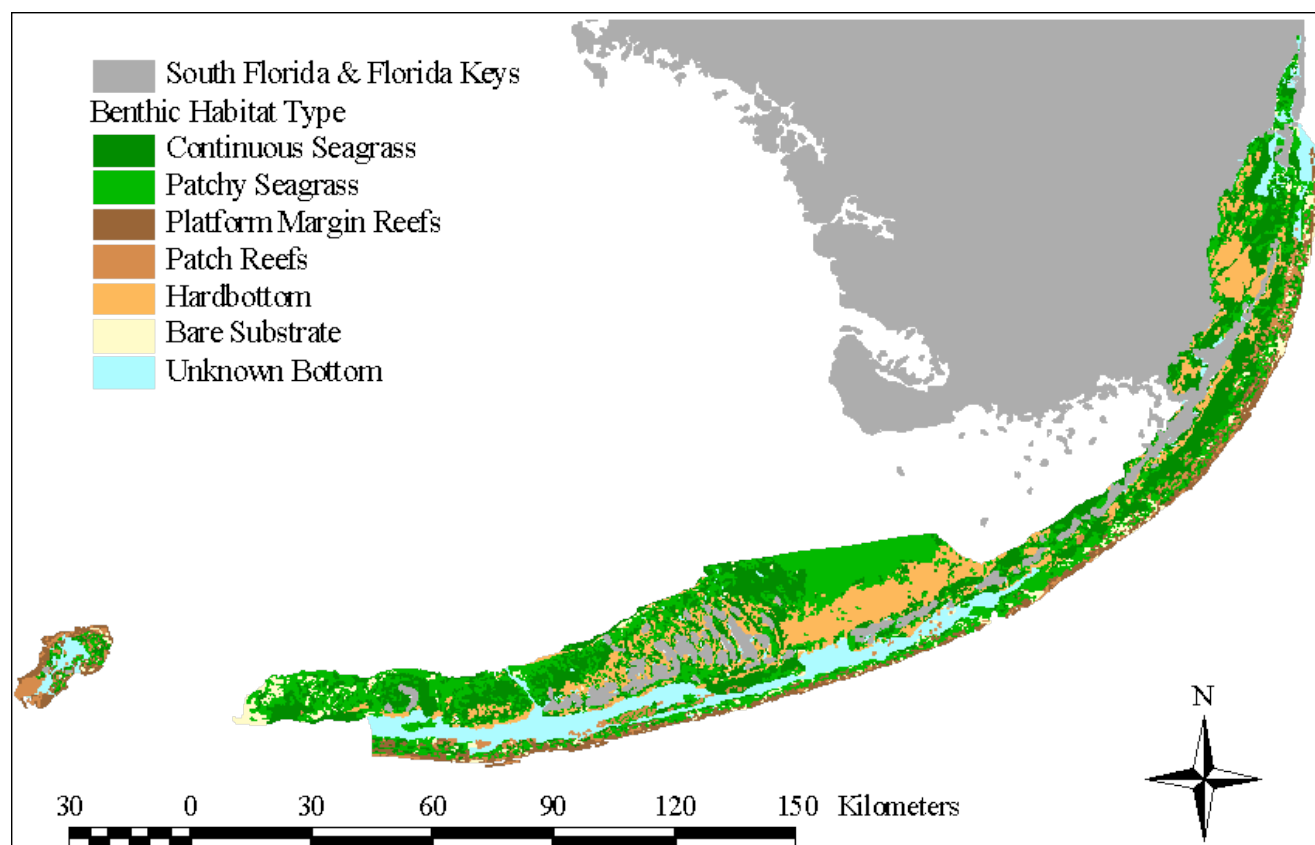 South Florida & Florida Keys
Benthic Habitat Type
Continuous Seagrass
Patchy Seagrass
Platform Margin Reefs
Patch Reefs
Hardbottom
Bare Substrate
Unknown Bottom
N
30 0 30 60 90 120 150 Kilometers